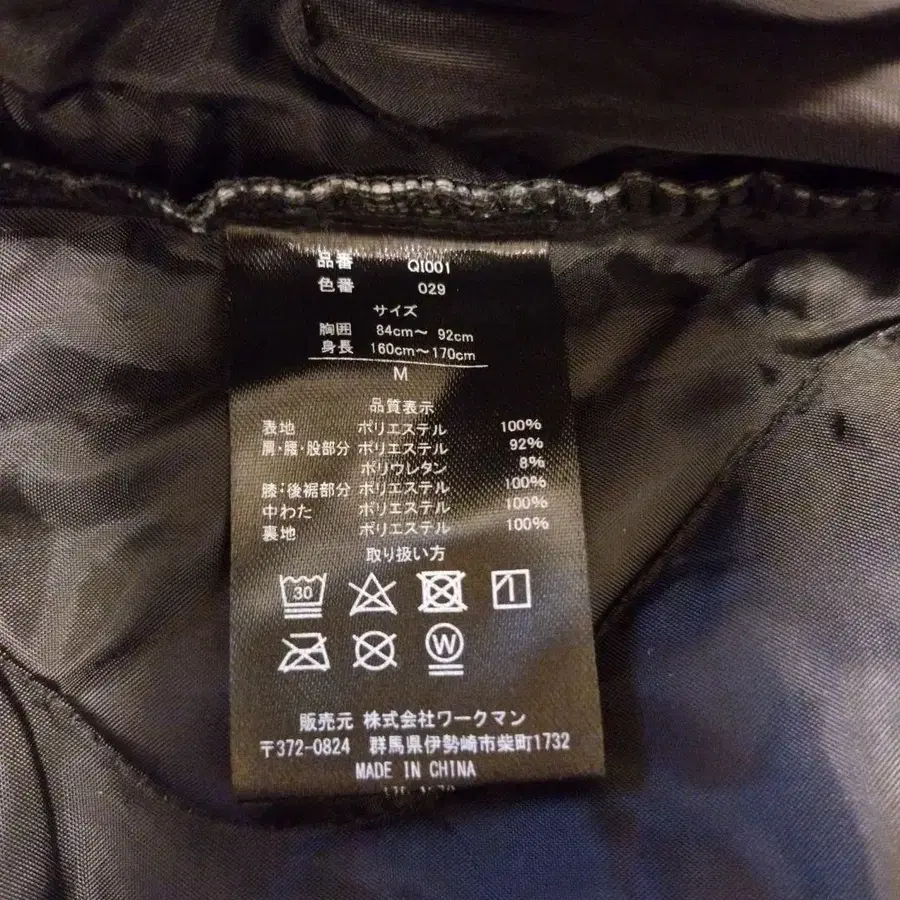 品番 QI001
色番 029
サイズ
胸囲 84cm～ 92cm
身長 160cm～170cm
M
品質表示
表地 ポリエステル 100%
肩・腰・股部分 ポリエステル 92%
ポリウレタン 8%
膝・後裾部分 ポリエステル 100%
中わた ポリエステル 100%
裏地 ポリエステル 100%
取り扱い方
30
W
販売元 株式会社ワークマン
〒372-0824 群馬県伊勢崎市柴町1732
MADE IN CHINA